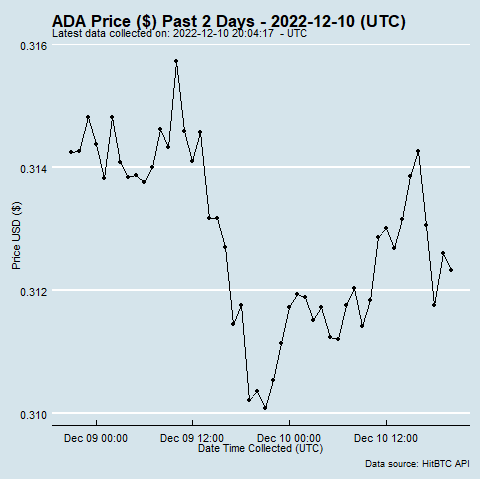 ADA Price ($) Past 2 Days - 2022-12-10 (UTC)
Latest data collected on: 2022-12-10 20:04:17  - UTC
0.316
0.314
0.312
0.310
Price USD ($)
Dec 09 00:00
Dec 09 12:00
Dec 10 00:00
Dec 10 12:00
Date Time Collected (UTC)
Data source: HitBTC API